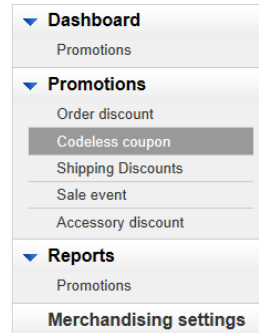 Dashboard
Promotions
Promotions
Order discount
Codeless coupon
Shipping Discounts
Sale event
Accessory discount
Reports
Promotions
Merchandising settings